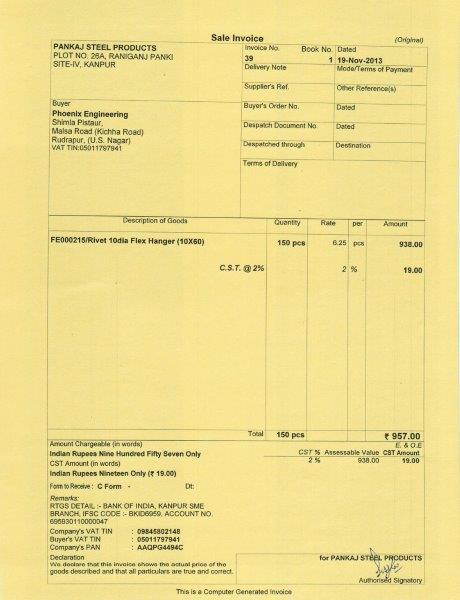 Sale Invoice
(Original)
PANKAJ STEEL PRODUCTS
PLOT NO. 26A, RANIGANJ PANKI
SITE-IV, KANPUR
Invoice No.
39
Book No.
1
Dated
19-Nov-2013
Delivery Note
Mode/Terms of Payment
Supplier's Ref.
Other Reference(s)
Buyer
Phoenix Engineering
Shimla Pistaur,
Malsa Road (Kichha Road)
Rudrapur, (U.S. Nagar)
VAT TIN:05011797941
Buyer's Order No.
Dated
Despatch Document No.
Dated
Despatched through
Destination
Terms of Delivery
Description of Goods Quantity Rate per Amount
FE000215/Rivet 10dia Flex Hanger (10X60) 150 pcs 6.25 pcs 938.00
C.S.T. @ 2% 2 % 19.00
Total 150 pcs ₹ 957.00
Amount Chargeable (in words) E. & O.E
Indian Rupees Nine Hundred Fifty Seven Only
CST % Assessable Value CST Amount
CST Amount (in words)
2 % 938.00 19.00
Indian Rupees Nineteen Only (₹ 19.00)
Form to Receive : C Form - Dt:
Remarks:
RTGS DETAIL :- BANK OF INDIA, KANPUR SME
BRANCH, IFSC CODE :- BKID6959, ACCOUNT NO.
695930110000047
Company's VAT TIN : 09845802148
Buyer's VAT TIN : 05011797941
Company's PAN : AAQPG4494C
Declaration
We declare that this invoice shows the actual price of the
goods described and that all particulars are true and correct.
for PANKAJ STEEL PRODUCTS
Authorised Signatory
This is a Computer Generated Invoice